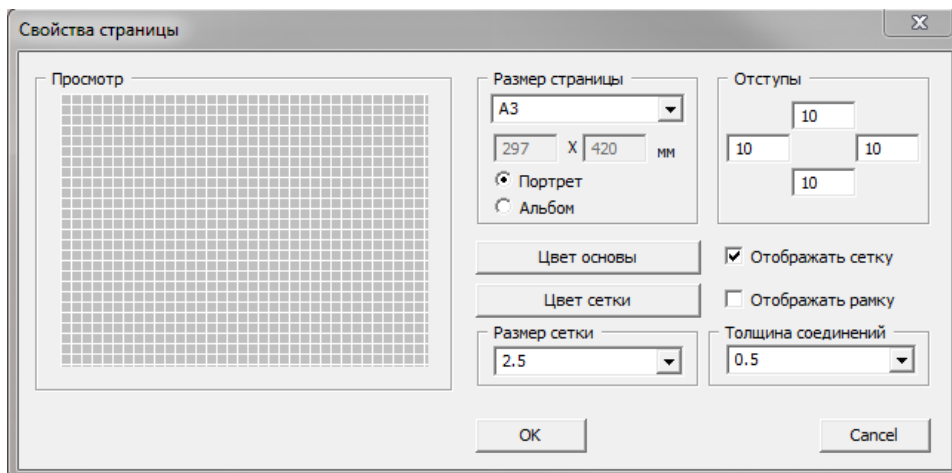 Свойства страницы
Просмотр
Размер страницы
A3
297 X 420 мм
Портрет
Альбом
Отступы
10
10 10
10
Цвет основы
Отображать сетку
Цвет сетки
Отображать рамку
Размер сетки
2.5
Толщина соединений
0.5
OK
Cancel